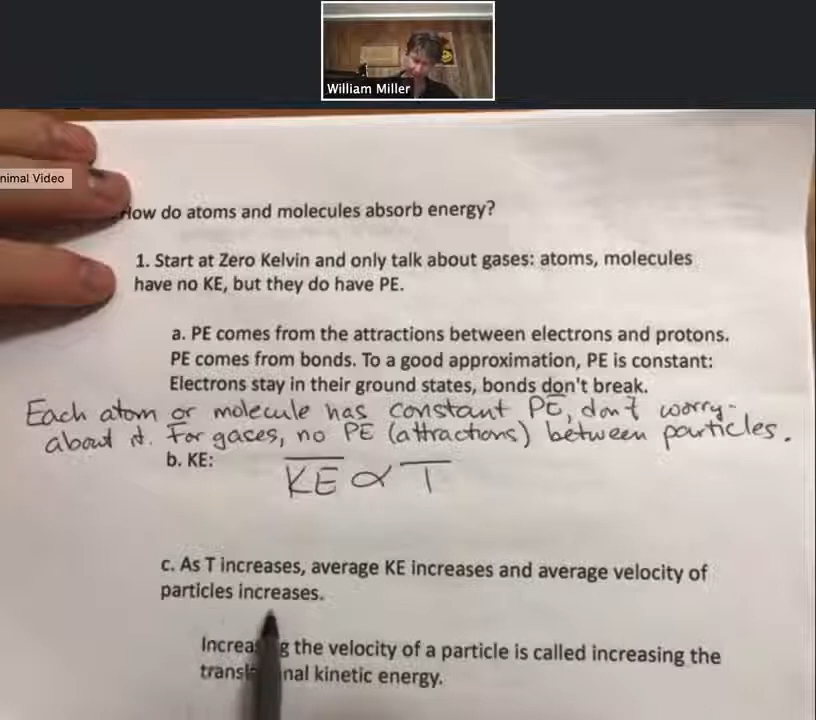 William Miller
nimal Video
How do atoms and molecules absorb energy?
1. Start at Zero Kelvin and only talk about gases: atoms, molecules
have no KE, but they do have PE.
a. PE comes from the attractions between electrons and protons.
PE comes from bonds. To a good approximation, PE is constant:
Electrons stay in their ground states, bonds don't break.
Each atom or molecule has constant PE, don't worry
about it. For gases, no PE (attractions) between particles.
b. KE: K̅E̅ ∝ T
c. As T increases, average KE increases and average velocity of
particles increases.
Increasing the velocity of a particle is called increasing the
translational kinetic energy.